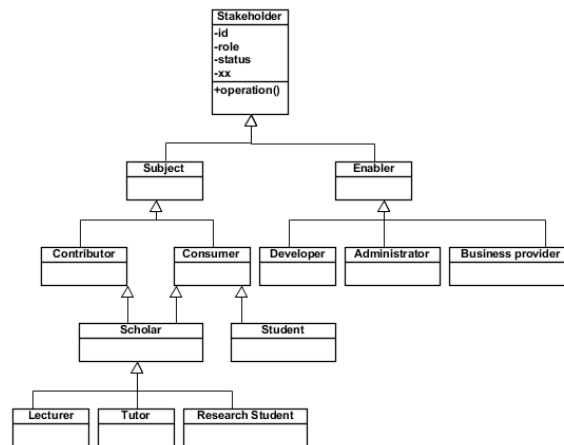 Stakeholder
-id
-role
-status
-xx
+operation()
Subject
Enabler
Contributor
Consumer
Developer
Administrator
Business provider
Scholar
Student
Lecturer
Tutor
Research Student